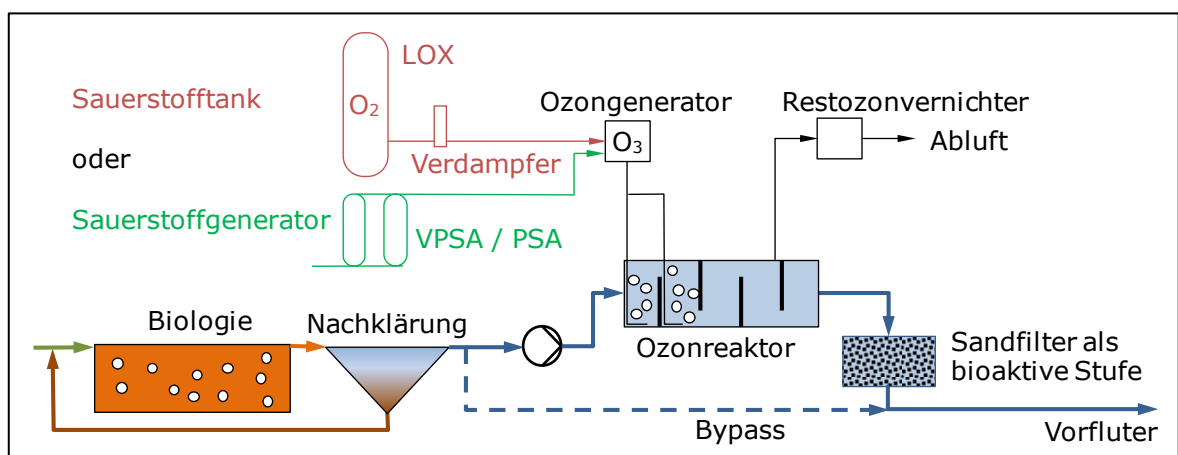 LOX
Sauerstofftank
O2
Ozongenerator
Restozonvernichter
oder
O3
Abluft
Verdampfer
Sauerstoffgenerator
VPSA / PSA
Biologie
Nachklärung
Ozonreaktor
Sandfilter als
bioaktive Stufe
Bypass
Vorfluter